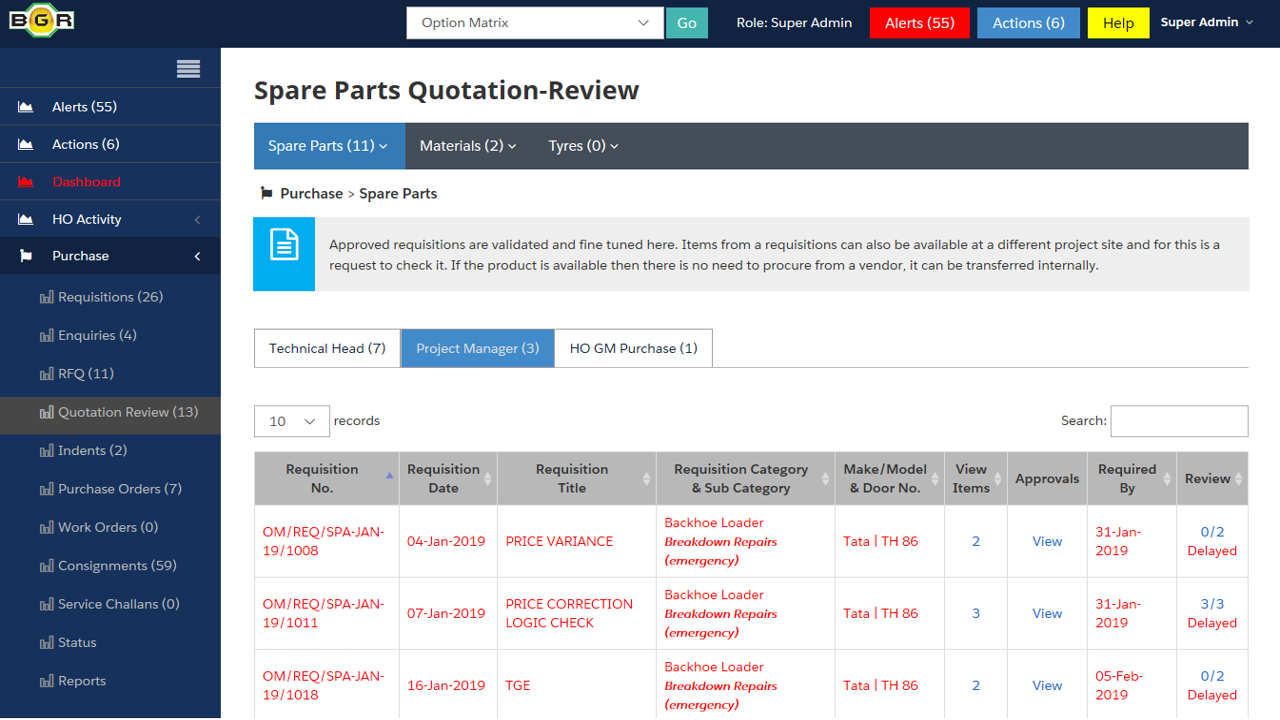 BGR
Option Matrix
Go
Role: Super Admin
Alerts (55)
Actions (6)
Help
Super Admin
Alerts (55)
Actions (6)
Dashboard
HO Activity
Purchase
Requisitions (26)
Enquiries (4)
RFQ (11)
Quotation Review (13)
Indents (2)
Purchase Orders (7)
Work Orders (0)
Consignments (59)
Service Challans (0)
Status
Reports
Spare Parts Quotation-Review
Spare Parts (11)
Materials (2)
Tyres (0)
Purchase > Spare Parts
Approved requisitions are validated and fine tuned here. Items from a requisitions can also be available at a different project site and for this is a
request to check it. If the product is available then there is no need to procure from a vendor, it can be transferred internally.
Technical Head (7)
Project Manager (3)
HO GM Purchase (1)
10
records
Search:
Requisition
No.
Requisition
Date
Requisition
Title
Requisition Category
& Sub Category
Make/Model
& Door No.
View
Items
Approvals
Required
By
Review
OM/REQ/SPA-JAN-
19/1008
04-Jan-2019
PRICE VARIANCE
Backhoe Loader
Breakdown Repairs
(emergency)
Tata | TH 86
2
View
31-Jan-
2019
0/2
Delayed
OM/REQ/SPA-JAN-
19/1011
07-Jan-2019
PRICE CORRECTION
LOGIC CHECK
Backhoe Loader
Breakdown Repairs
(emergency)
Tata | TH 86
3
View
31-Jan-
2019
3/3
Delayed
OM/REQ/SPA-JAN-
19/1018
16-Jan-2019
TGE
Backhoe Loader
Breakdown Repairs
(emergency)
Tata | TH 86
2
View
05-Feb-
2019
0/2
Delayed